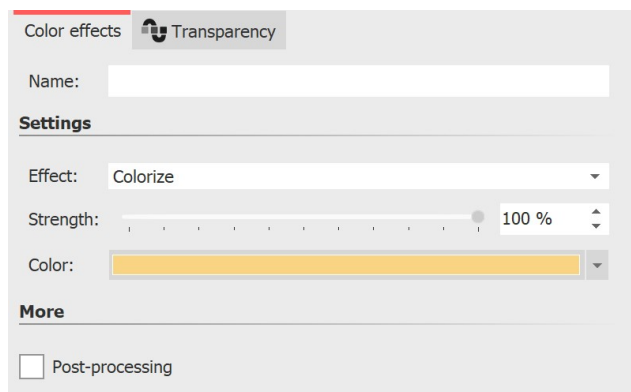 Color effects Transparency
Name:
Settings
Effect: Colorize
Strength: 100 %
Color:
More
Post-processing